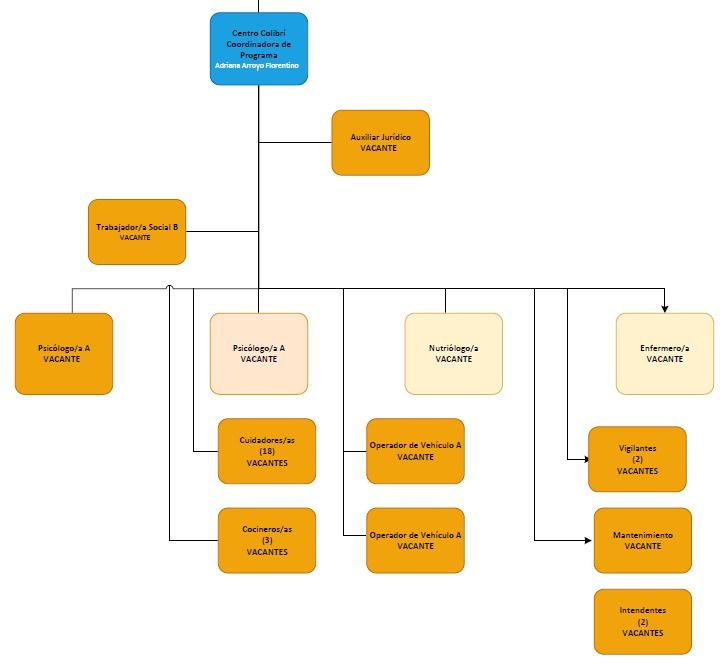 Centro Colibrí
Coordinadora de
Programa
Adriana Arroyo Florentino
Auxiliar Jurídico
VACANTE
Trabajador/a Social B
VACANTE
Psicólogo/a A
VACANTE
Psicólogo/a A
VACANTE
Nutriólogo/a
VACANTE
Enfermero/a
VACANTE
Cuidadores/as
(18)
VACANTES
Operador de Vehículo A
VACANTE
Vigilantes
(2)
VACANTES
Cocineros/as
(3)
VACANTES
Operador de Vehículo A
VACANTE
Mantenimiento
VACANTE
Intendentes
(2)
VACANTES